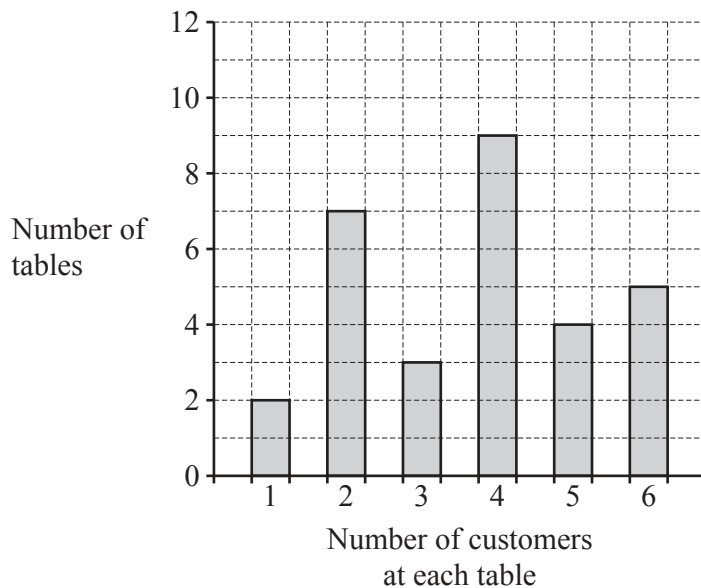 12
10
8
Number of
tables
6
4
2
0
1 2 3 4 5 6
Number of customers
at each table